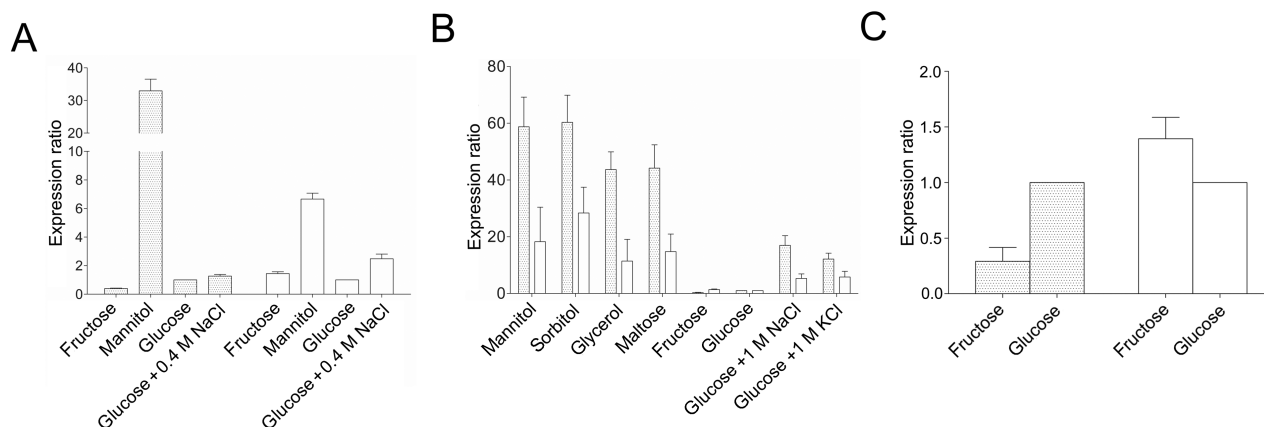 A
Expression ratio
40
30
20
10
8
6
4
2
0
Fructose
Mannitol
Glucose
Glucose + 0.4 M NaCl
Fructose
Mannitol
Glucose
Glucose + 0.4 M NaCl
B
Expression ratio
80
60
40
20
0
Mannitol
Sorbitol
Glycerol
Maltose
Fructose
Glucose
Glucose +1 M NaCl
Glucose +1 M KCl
C
Expression ratio
2.0
1.5
1.0
0.5
0.0
Fructose
Glucose
Fructose
Glucose